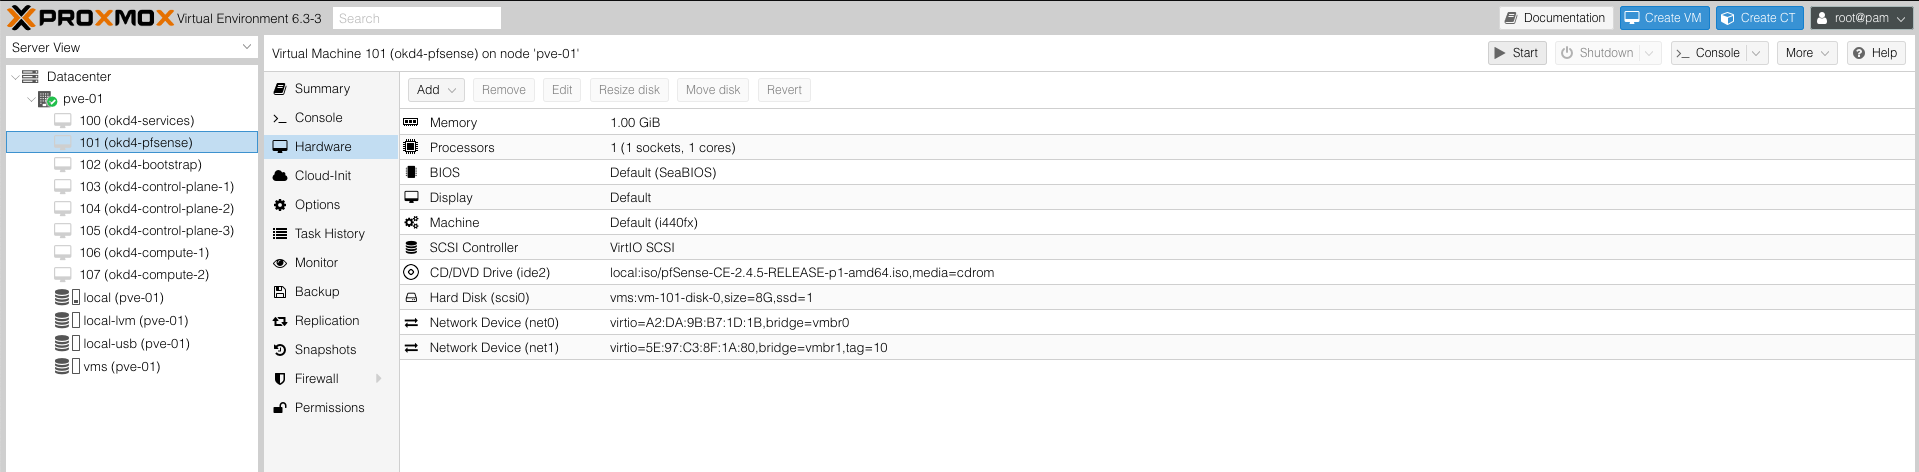 PROXMOX Virtual Environment 6.3-3 Search Documentation Create VM Create CT root@pam
Server View
Datacenter
pve-01
100 (okd4-services)
101 (okd4-pfsense)
102 (okd4-bootstrap)
103 (okd4-control-plane-1)
104 (okd4-control-plane-2)
105 (okd4-control-plane-3)
106 (okd4-compute-1)
107 (okd4-compute-2)
local (pve-01)
local-lvm (pve-01)
local-usb (pve-01)
vms (pve-01)
Virtual Machine 101 (okd4-pfsense) on node 'pve-01' Start Shutdown Console More Help
Summary
Console
Hardware
Cloud-Init
Options
Task History
Monitor
Backup
Replication
Snapshots
Firewall
Permissions
Add Remove Edit Resize disk Move disk Revert
Memory 1.00 GiB
Processors 1 (1 sockets, 1 cores)
BIOS Default (SeaBIOS)
Display Default
Machine Default (i440fx)
SCSI Controller VirtIO SCSI
CD/DVD Drive (ide2) local:iso/pfSense-CE-2.4.5-RELEASE-p1-amd64.iso,media=cdrom
Hard Disk (scsi0) vms:vm-101-disk-0,size=8G,ssd=1
Network Device (net0) virtio=A2:DA:9B:B7:1D:1B,bridge=vmbr0
Network Device (net1) virtio=5E:97:C3:8F:1A:80,bridge=vmbr1,tag=10